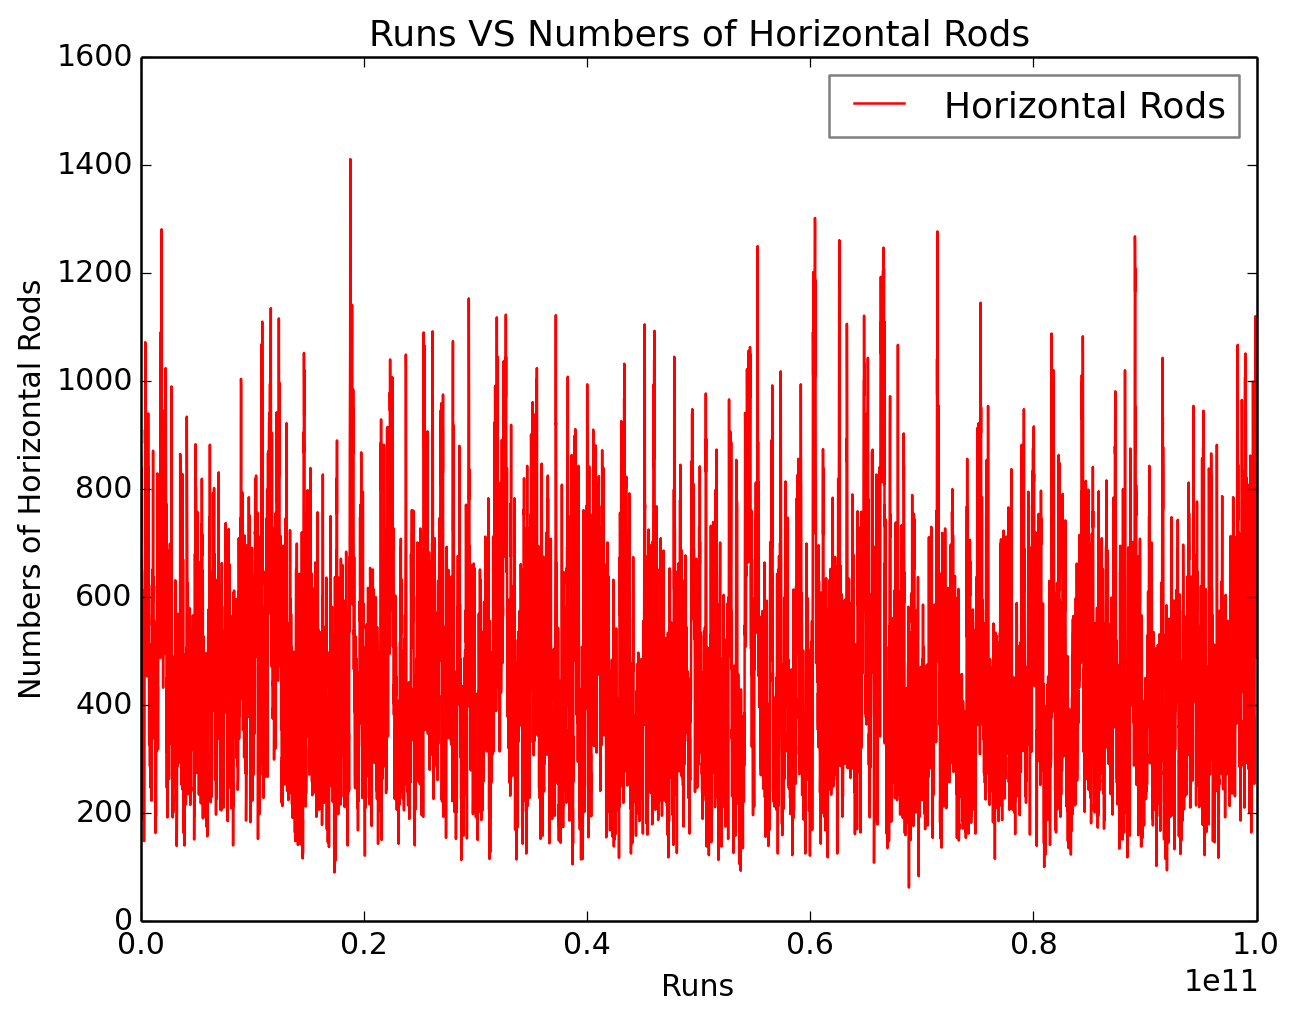 Runs VS Numbers of Horizontal Rods
Horizontal Rods
Numbers of Horizontal Rods
1600
1400
1200
1000
800
600
400
200
0
0.0 0.2 0.4 0.6 0.8 1.0
1e11
Runs